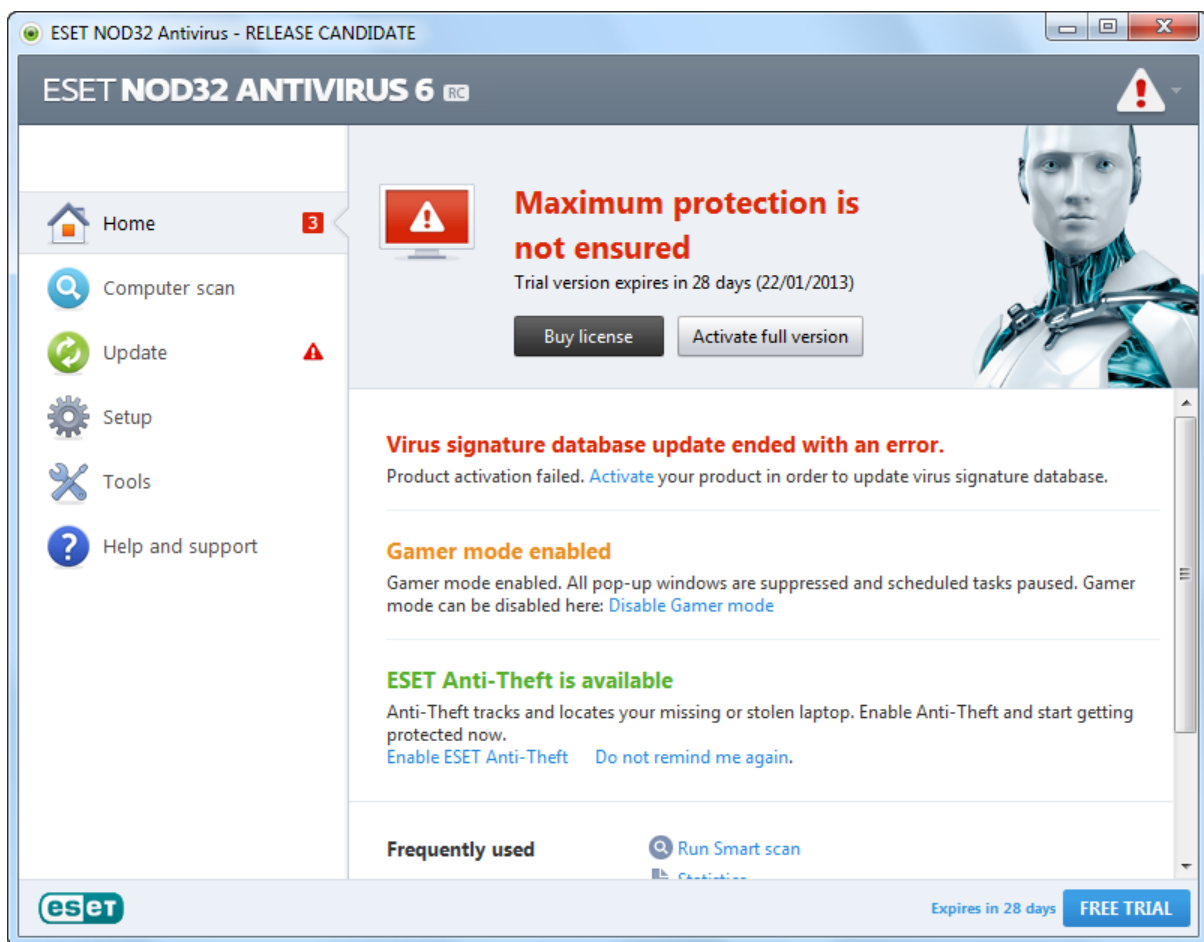 ESET NOD32 Antivirus - RELEASE CANDIDATE
ESET NOD32 ANTIVIRUS 6 RC
Home 3
Computer scan
Update
Setup
Tools
Help and support
Maximum protection is
not ensured
Trial version expires in 28 days (22/01/2013)
Buy license Activate full version
Virus signature database update ended with an error.
Product activation failed. Activate your product in order to update virus signature database.
Gamer mode enabled
Gamer mode enabled. All pop-up windows are suppressed and scheduled tasks paused. Gamer
mode can be disabled here: Disable Gamer mode
ESET Anti-Theft is available
Anti-Theft tracks and locates your missing or stolen laptop. Enable Anti-Theft and start getting
protected now.
Enable ESET Anti-Theft Do not remind me again.
Frequently used Run Smart scan
Statistics
eset Expires in 28 days FREE TRIAL